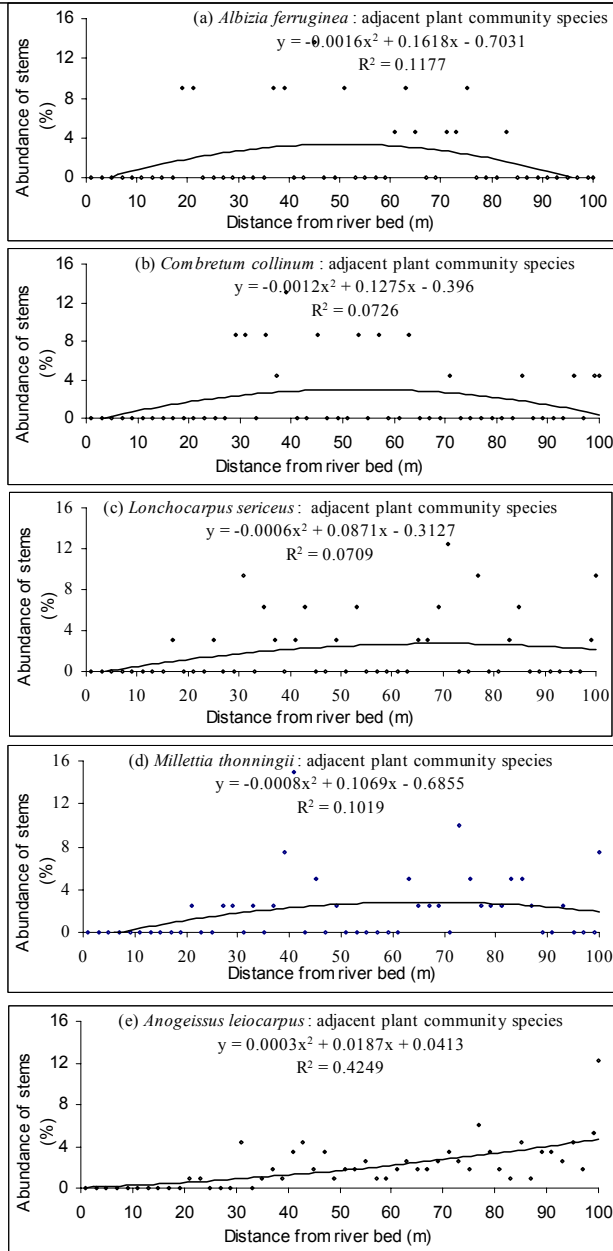 (a) Albizia ferruginea : adjacent plant community species
y = -0.0016x² + 0.1618x - 0.7031
R² = 0.1177
Abundance of stems
(%)
16
12
8
4
0
0 10 20 30 40 50 60 70 80 90 100
Distance from river bed (m)
(b) Combretum collinum : adjacent plant community species
y = -0.0012x² + 0.1275x - 0.396
R² = 0.0726
Abundance of stems
(%)
16
12
8
4
0
0 10 20 30 40 50 60 70 80 90 100
Distance from river bed (m)
(c) Lonchocarpus sericeus : adjacent plant community species
y = -0.0006x² + 0.0871x - 0.3127
R² = 0.0709
Abundance of stems
(%)
15
12
9
6
3
0
0 10 20 30 40 50 60 70 80 90 100
Distance from river bed (m)
(d) Millettia thonningii : adjacent plant community species
y = -0.0008x² + 0.1069x - 0.6855
R² = 0.1019
Abundance of stems
(%)
16
12
8
4
0
0 10 20 30 40 50 60 70 80 90 100
Distance from river bed (m)
(e) Anogeissus leiocarpus : adjacent plant community species
y = 0.0003x² + 0.0187x + 0.0413
R² = 0.4249
Abundance of stems
(%)
16
12
8
4
0
0 10 20 30 40 50 60 70 80 90 100
Distance from river bed (m)